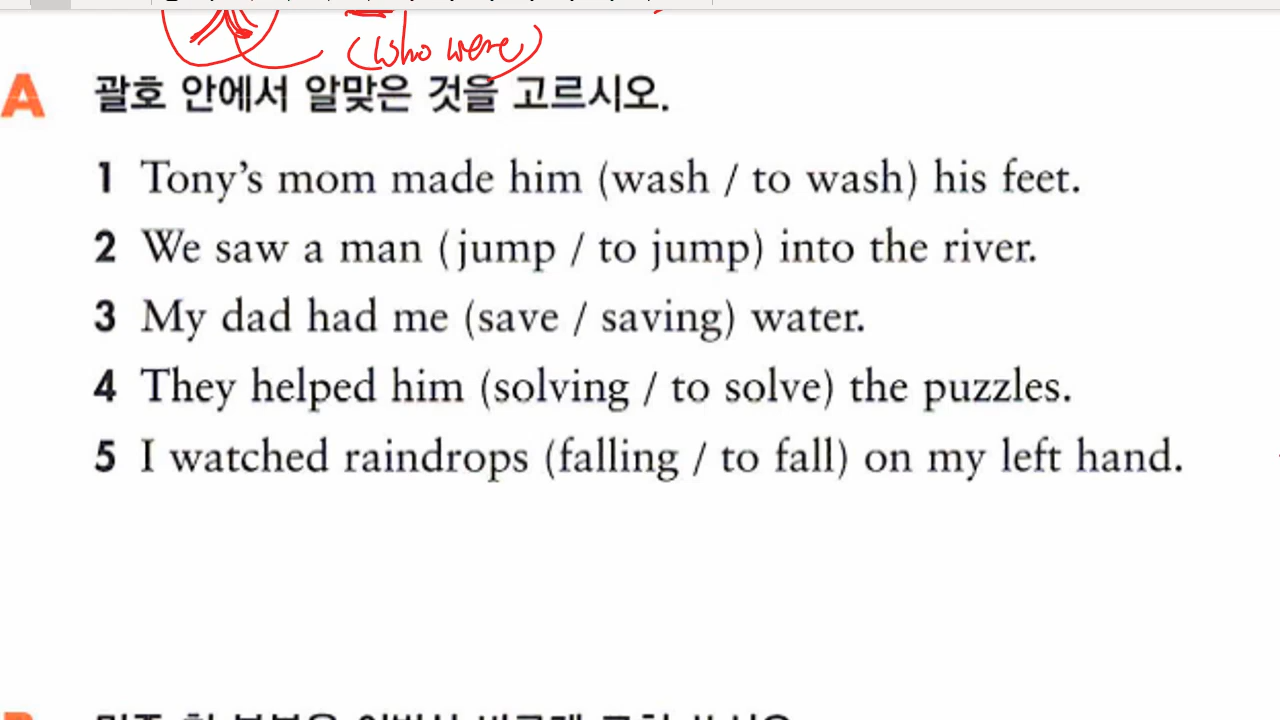 (who were)
A 괄호 안에서 알맞은 것을 고르시오.
1 Tony's mom made him (wash / to wash) his feet.
2 We saw a man (jump / to jump) into the river.
3 My dad had me (save / saving) water.
4 They helped him (solving / to solve) the puzzles.
5 I watched raindrops (falling / to fall) on my left hand.